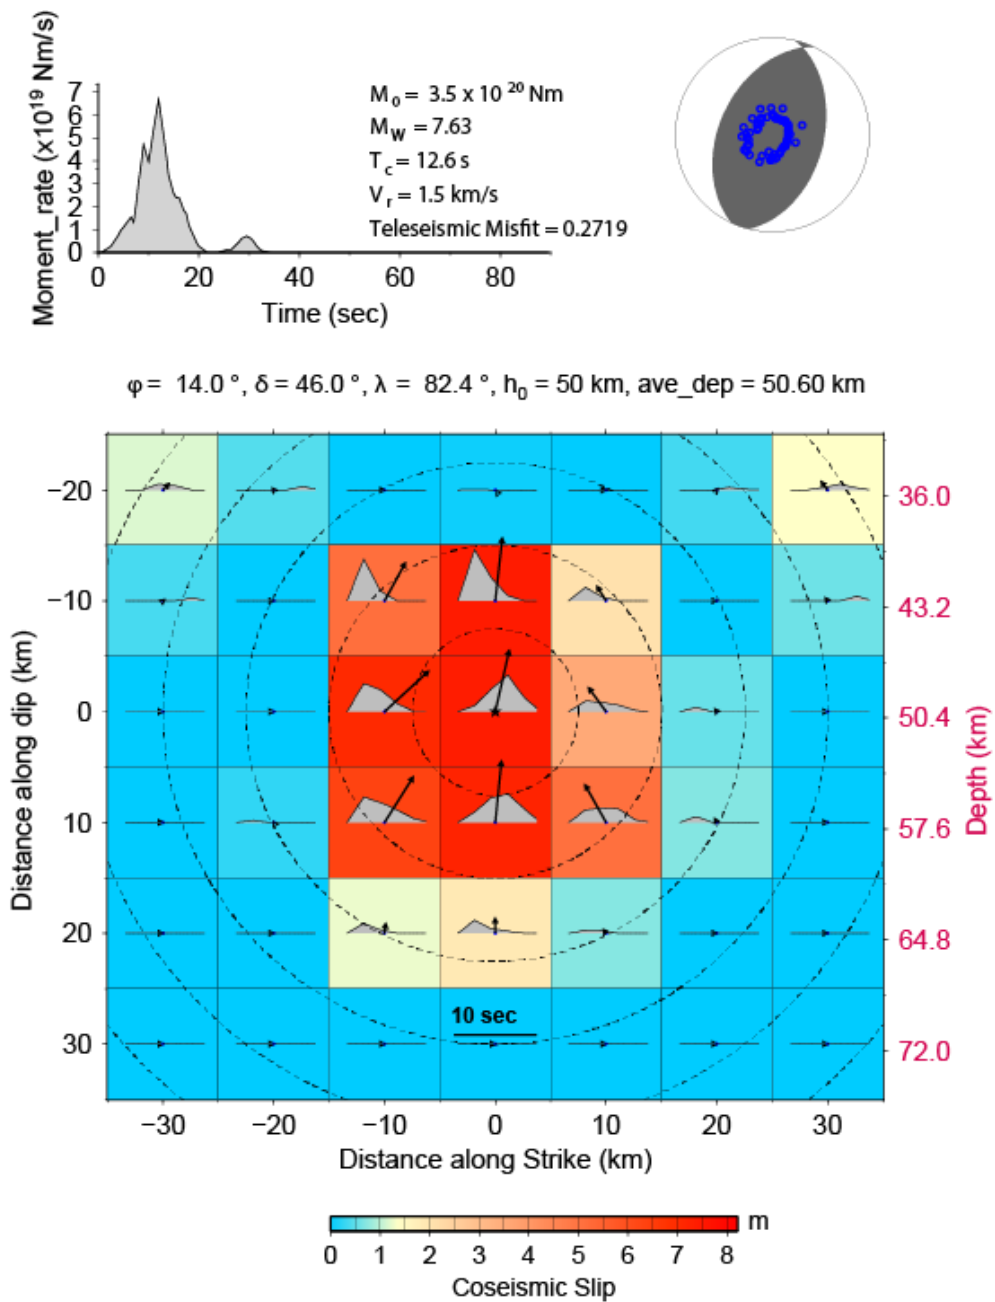 Moment_rate (x10¹⁹ Nm/s)
7
6
5
4
3
2
1
0
0 20 40 60 80
Time (sec)
M₀ = 3.5 x 10 ²⁰ Nm
M_W = 7.63
T_c = 12.6 s
V_r = 1.5 km/s
Teleseismic Misfit = 0.2719
φ = 14.0 °, δ = 46.0 °, λ = 82.4 °, h₀ = 50 km, ave_dep = 50.60 km
Distance along dip (km)
−20
−10
0
10
20
30
36.0
43.2
50.4
57.6
64.8
72.0
Depth (km)
10 sec
−30 −20 −10 0 10 20 30
Distance along Strike (km)
m
0 1 2 3 4 5 6 7 8
Coseismic Slip